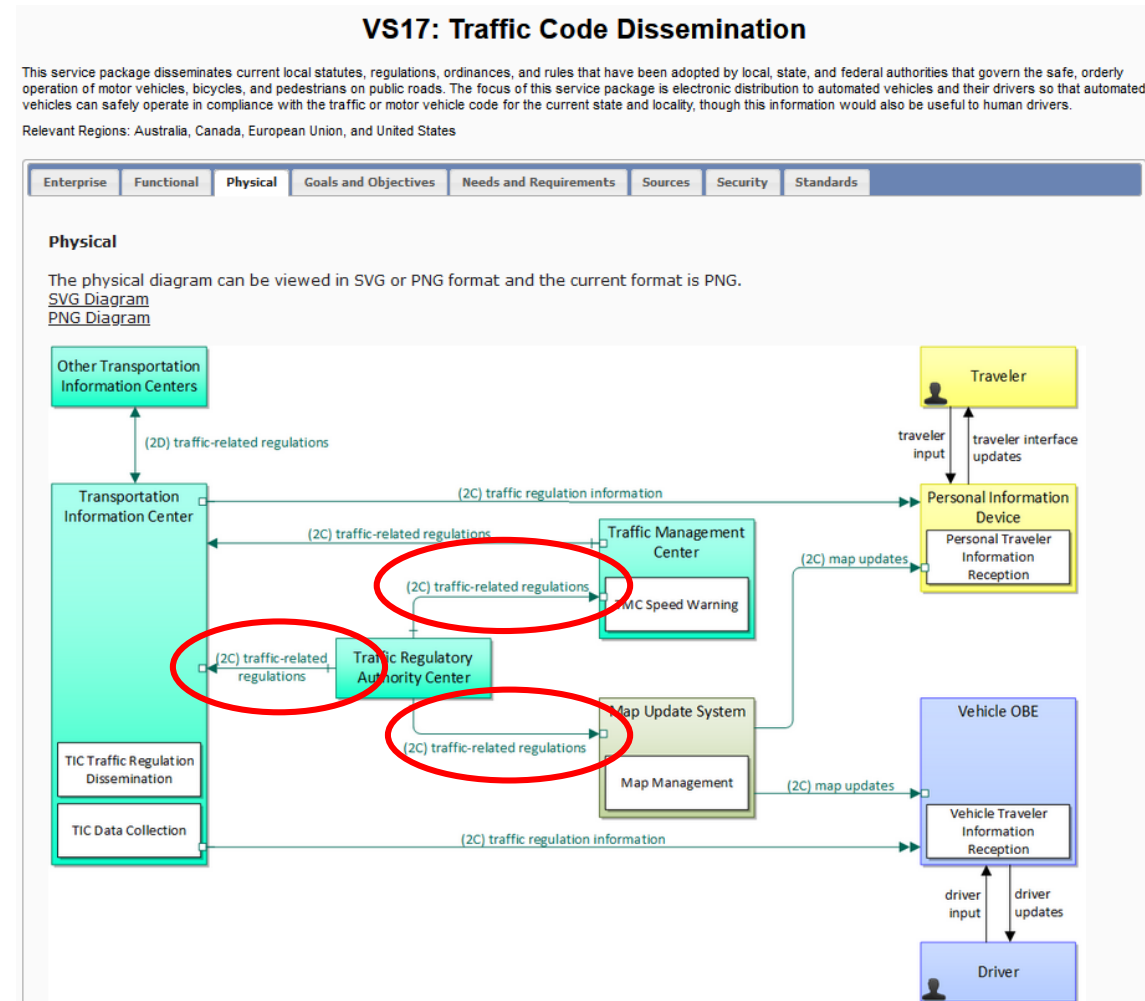 VS17: Traffic Code Dissemination
This service package disseminates current local statutes, regulations, ordinances, and rules that have been adopted by local, state, and federal authorities that govern the safe, orderly
operation of motor vehicles, bicycles, and pedestrians on public roads. The focus of this service package is electronic distribution to automated vehicles and their drivers so that automated
vehicles can safely operate in compliance with the traffic or motor vehicle code for the current state and locality, though this information would also be useful to human drivers.
Relevant Regions: Australia, Canada, European Union, and United States
Enterprise Functional Physical Goals and Objectives Needs and Requirements Sources Security Standards
Physical
The physical diagram can be viewed in SVG or PNG format and the current format is PNG.
SVG Diagram
PNG Diagram
Other Transportation
Information Centers
Traveler
(2D) traffic-related regulations
traveler
input
traveler interface
updates
Transportation
Information Center
(2C) traffic regulation information
Personal Information
Device
Personal Traveler
Information
Reception
(2C) traffic-related regulations
Traffic Management
Center
(2C) map updates
(2C) traffic-related regulations
TMC Speed Warning
(2C) traffic-related
regulations
Traffic Regulatory
Authority Center
Map Update System
Vehicle OBE
(2C) traffic-related regulations
TIC Traffic Regulation
Dissemination
Map Management
(2C) map updates
TIC Data Collection
Vehicle Traveler
Information
Reception
(2C) traffic regulation information
driver
input
driver
updates
Driver